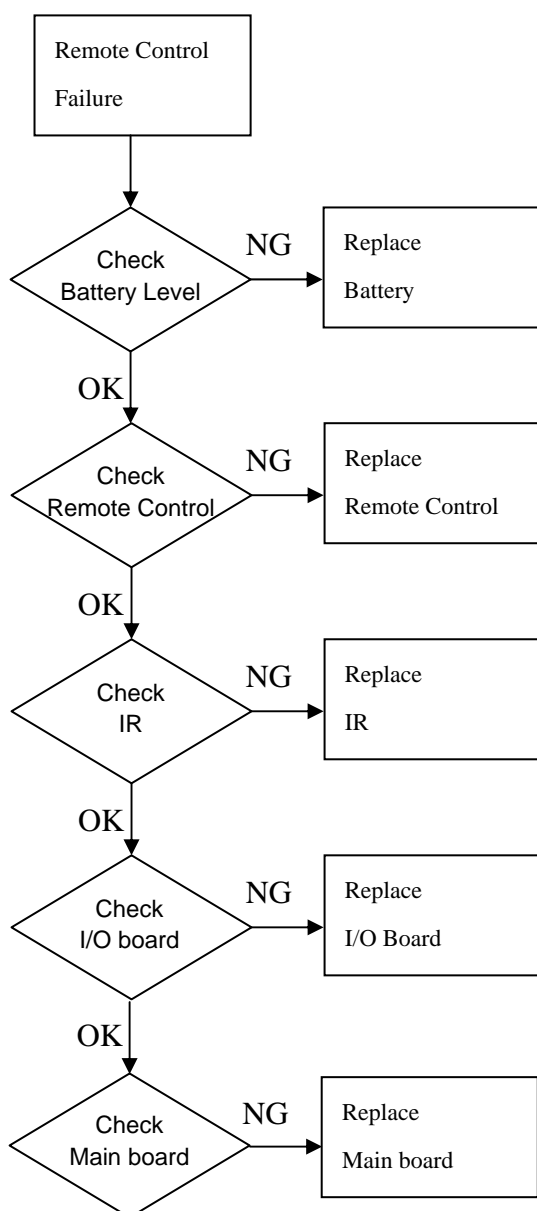 Remote Control
Failure
Check
Battery Level
NG
Replace
Battery
OK
Check
Remote Control
NG
Replace
Remote Control
OK
Check
IR
NG
Replace
IR
OK
Check
I/O board
NG
Replace
I/O Board
OK
Check
Main board
NG
Replace
Main board